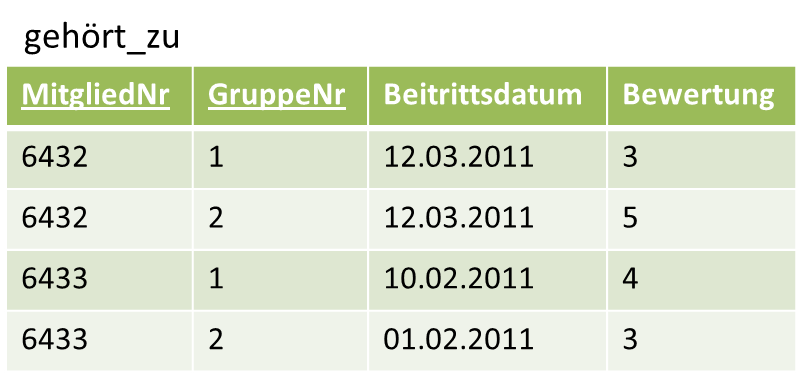 gehört_zu
MitgliedNr GruppeNr Beitrittsdatum Bewertung
6432 1 12.03.2011 3
6432 2 12.03.2011 5
6433 1 10.02.2011 4
6433 2 01.02.2011 3